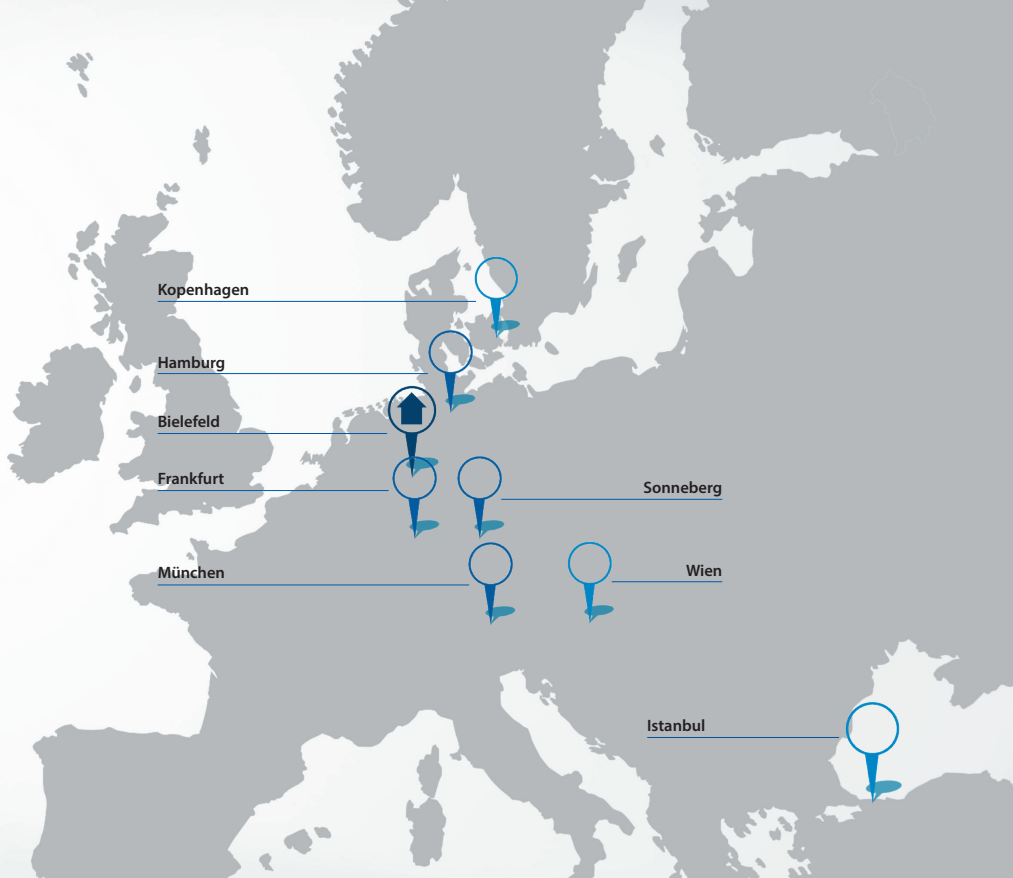 Kopenhagen
Hamburg
Bielefeld
Frankfurt
Sonneberg
München
Wien
Istanbul